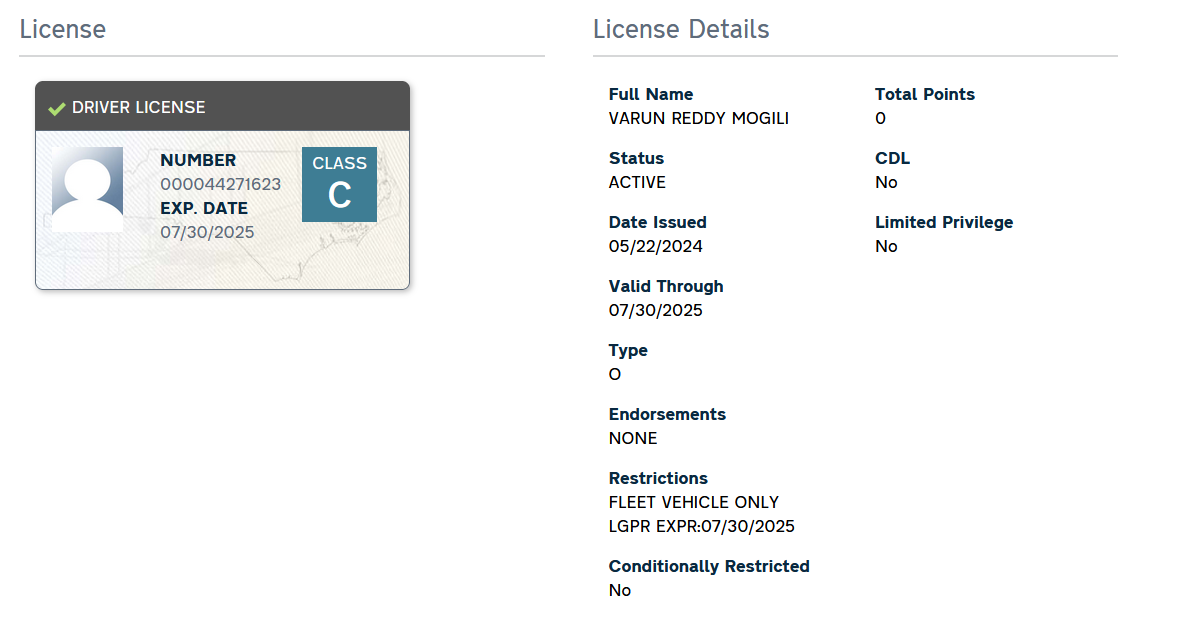 License
DRIVER LICENSE
NUMBER
000044271623
EXP. DATE
07/30/2025
CLASS
C
License Details
Full Name
VARUN REDDY MOGILI
Status
ACTIVE
Date Issued
05/22/2024
Valid Through
07/30/2025
Type
O
Endorsements
NONE
Restrictions
FLEET VEHICLE ONLY
LGPR EXPR:07/30/2025
Conditionally Restricted
No
Total Points
0
CDL
No
Limited Privilege
No